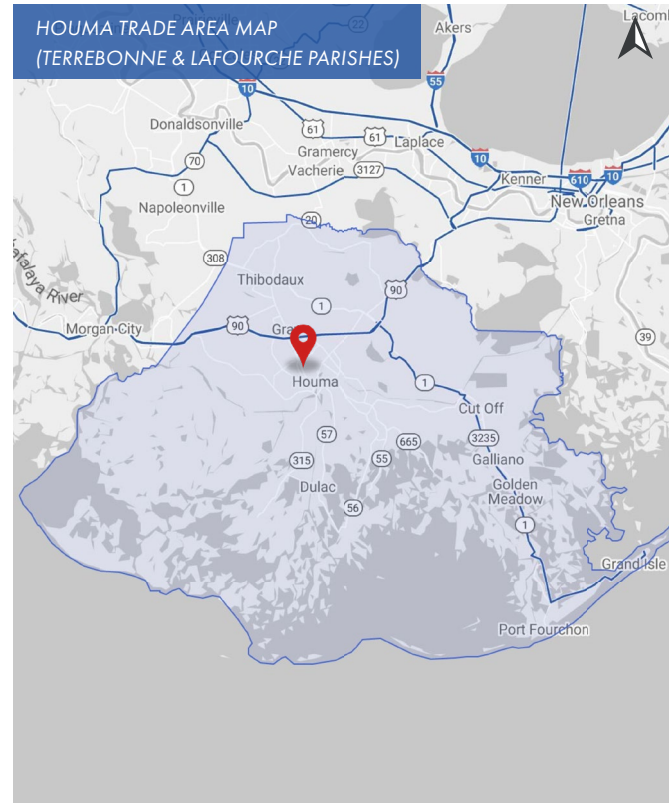 HOUMA TRADE AREA MAP
(TERREBONNE & LAFOURCHE PARISHES)
Akers
55
10
22
Donaldsonville
61
61
Laplace
Gramercy
10
70
Vacherie
3127
Kenner
610
10
1
Napoleonville
New Orleans
20
Gretna
308
River
Thibodaux
90
1
Morgan City
90
39
Houma
1
Cut Off
57
665
3235
315
55
Galliano
Dulac
Golden
Meadow
56
1
Grand Isle
Port Fourchon